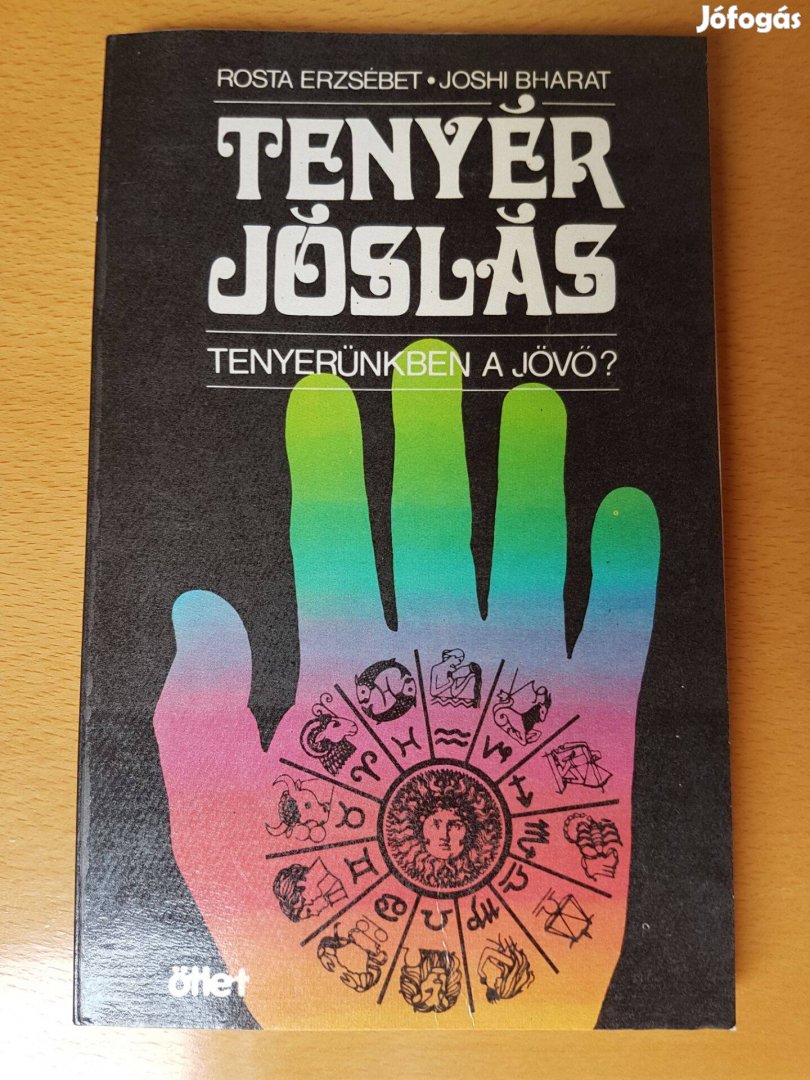 Jófogás
ROSTA ERZSÉBET • JOSHI BHARAT
TENYÉR
JÓSLÁS
TENYERÜNKBEN A JÖVŐ?
ötlet